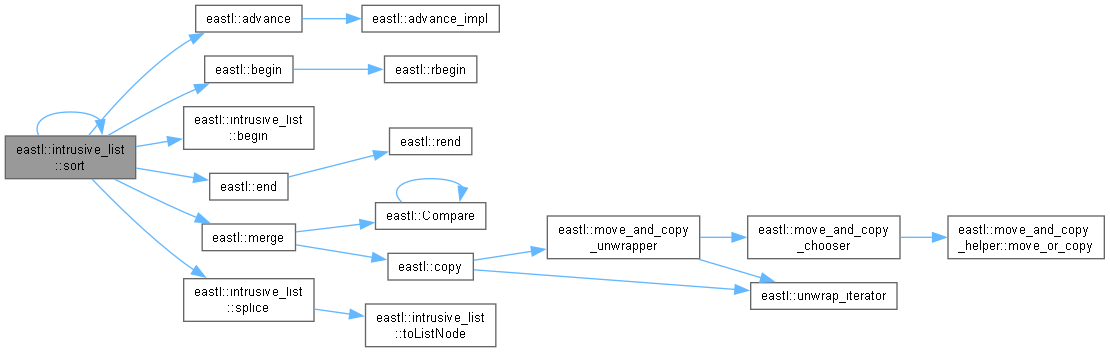 eastl::advance
eastl::advance_impl
eastl::begin
eastl::rbegin
eastl::intrusive_list
::begin
eastl::rend
eastl::intrusive_list
::sort
eastl::end
eastl::Compare
eastl::merge
eastl::move_and_copy
_unwrapper
eastl::move_and_copy
_chooser
eastl::move_and_copy
_helper::move_or_copy
eastl::copy
eastl::intrusive_list
::splice
eastl::unwrap_iterator
eastl::intrusive_list
::toListNode